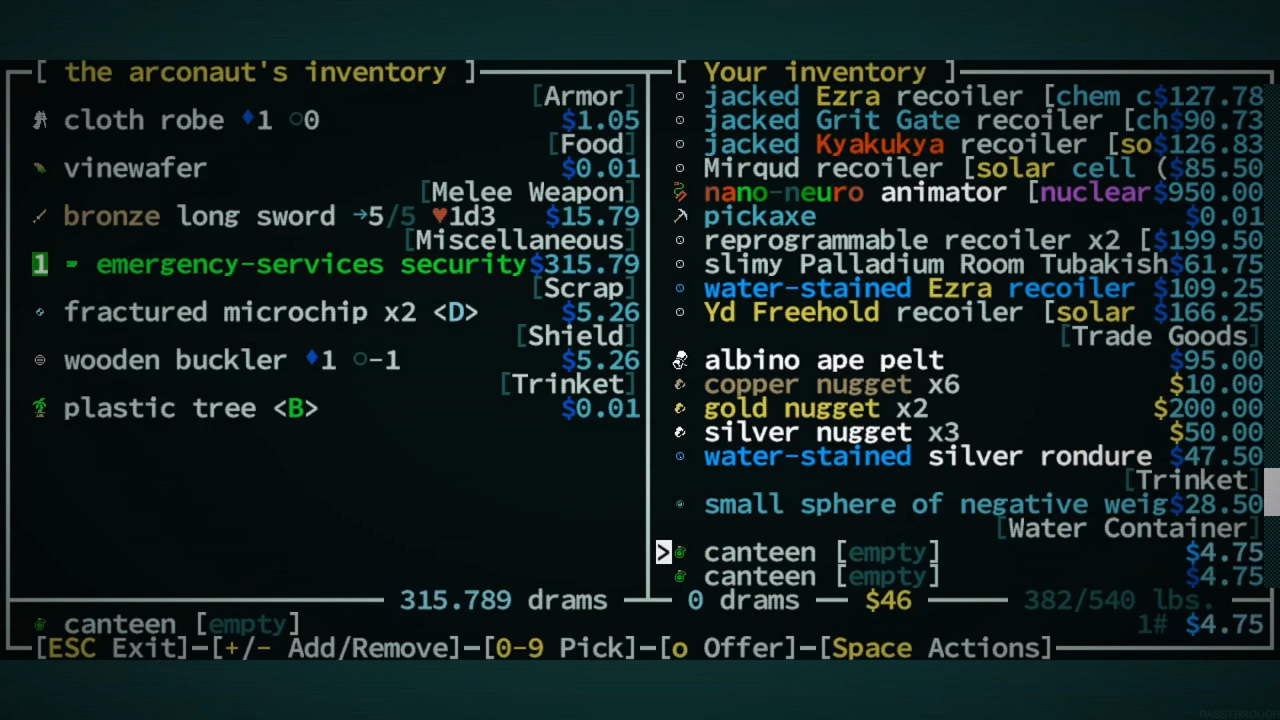 [ the arconaut's inventory ]
[Armor]
cloth robe ♦1 ○0 $1.05
[Food]
vinewafer $0.01
[Melee Weapon]
bronze long sword →5/5 ♥1d3 $15.79
[Miscellaneous]
1 emergency-services security $315.79
[Scrap]
fractured microchip x2 <D> $5.26
[Shield]
wooden buckler ♦1 ○-1 $5.26
[Trinket]
plastic tree <B> $0.01
315.789 drams
[ Your inventory ]
jacked Ezra recoiler [chem c$127.78
jacked Grit Gate recoiler [ch$90.73
jacked Kyakukya recoiler [so$126.83
Mirqud recoiler [solar cell ($85.50
nano-neuro animator [nuclear$950.00
pickaxe $0.01
reprogrammable recoiler x2 [$199.50
slimy Palladium Room Tubakish$61.75
water-stained Ezra recoiler $109.25
Yd Freehold recoiler [solar $166.25
[Trade Goods]
albino ape pelt $95.00
copper nugget x6 $10.00
gold nugget x2 $200.00
silver nugget x3 $50.00
water-stained silver rondure $47.50
[Trinket]
small sphere of negative weig$28.50
[Water Container]
> canteen [empty] $4.75
canteen [empty] $4.75
0 drams $46 382/540 lbs.
canteen [empty] 1# $4.75
[ESC Exit]-[+/- Add/Remove]-[0-9 Pick]-[o Offer]-[Space Actions]